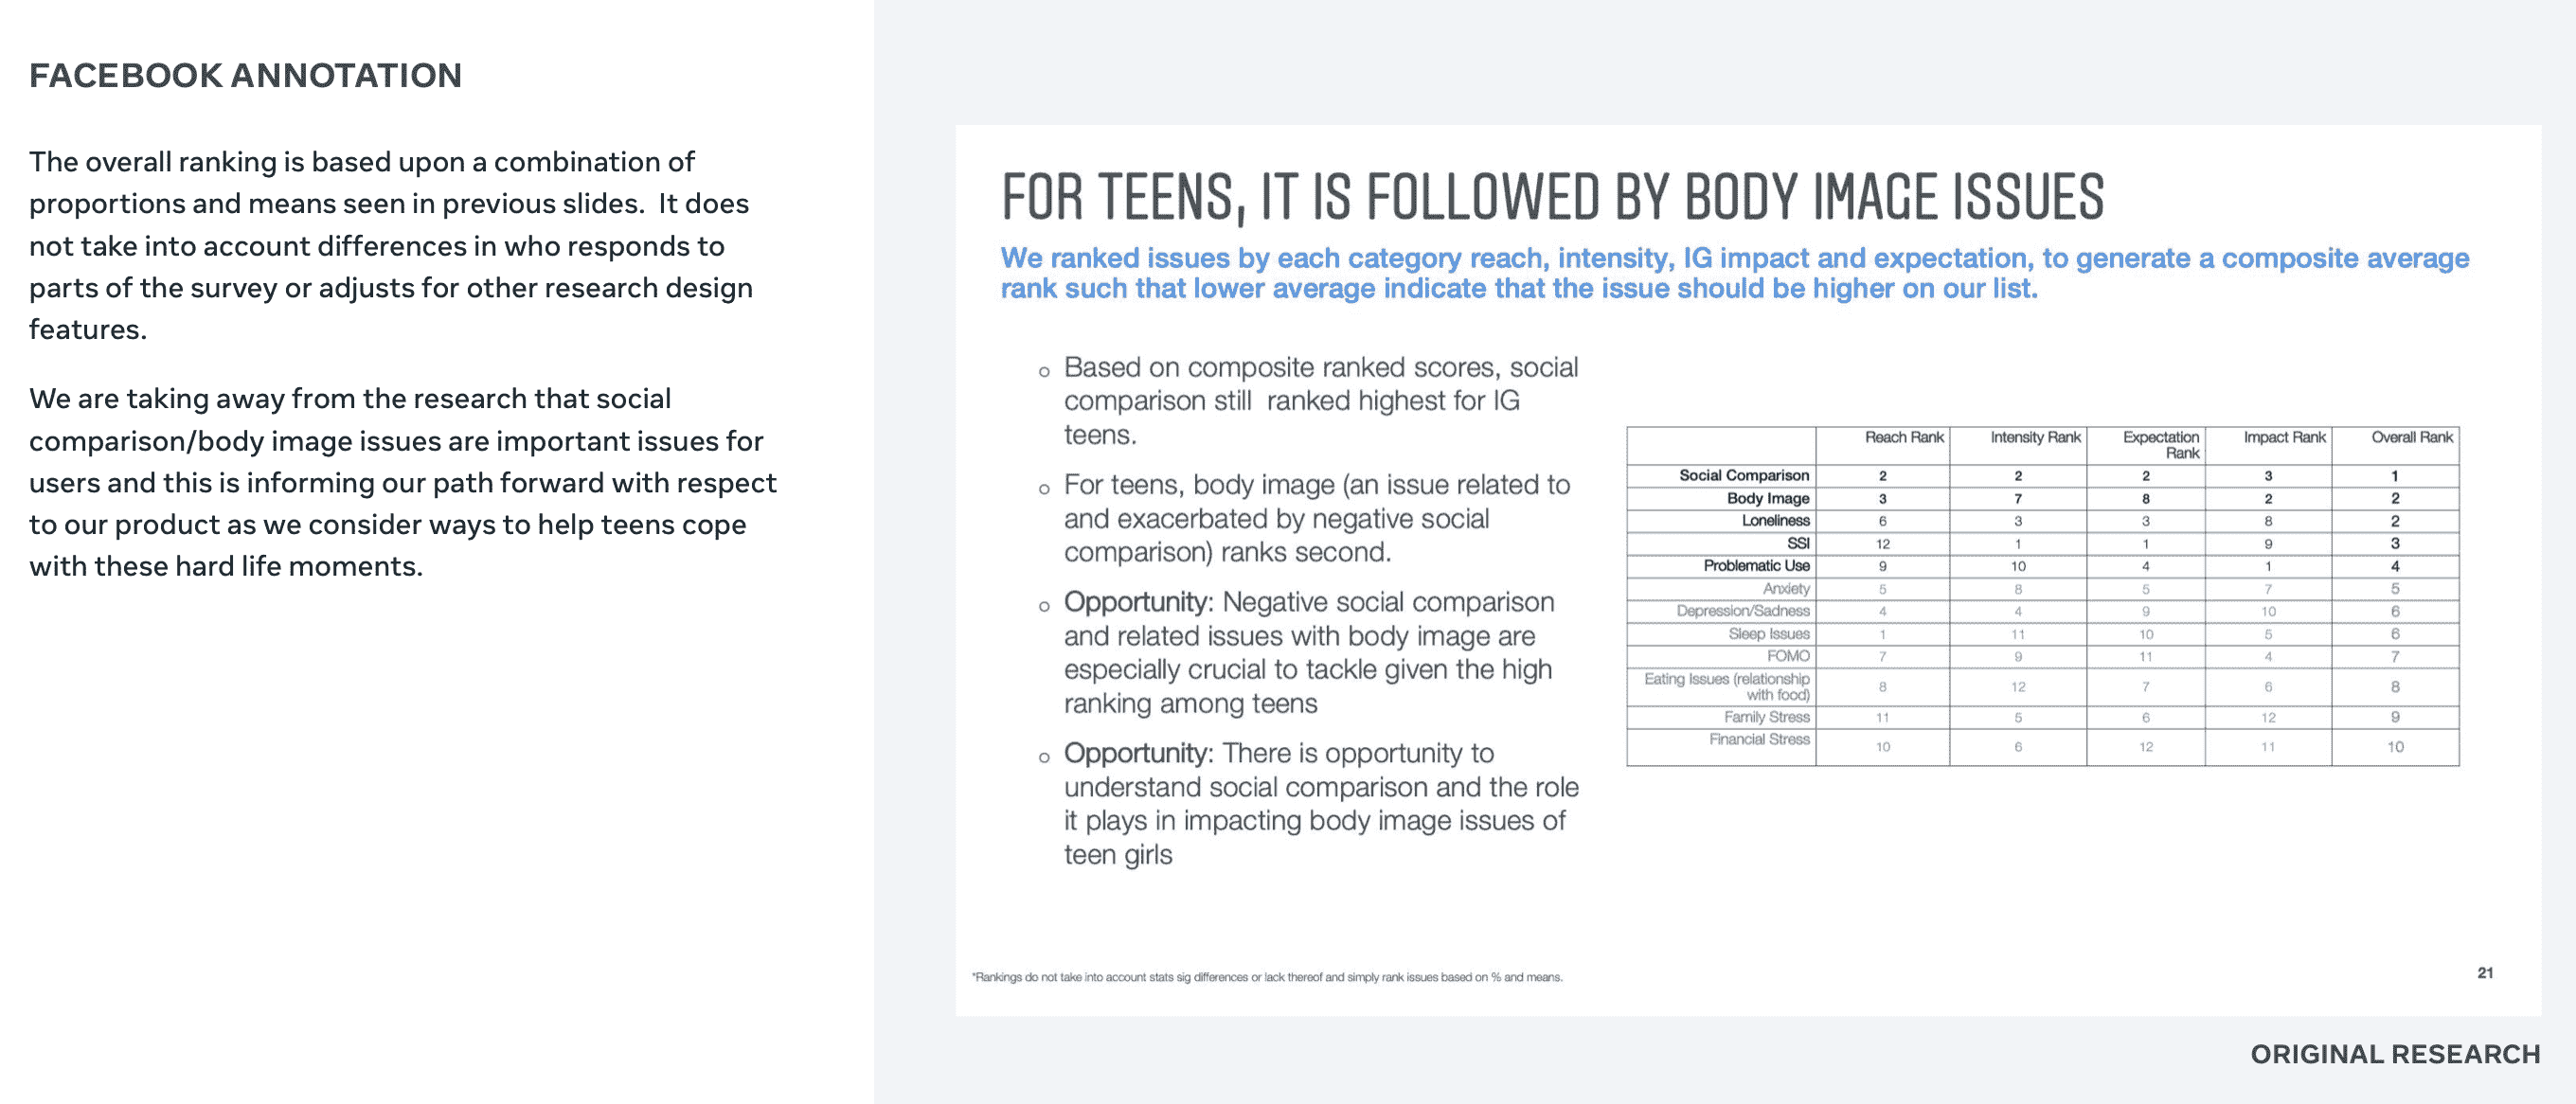 FACEBOOK ANNOTATION
The overall ranking is based upon a combination of
proportions and means seen in previous slides.  It does
not take into account differences in who responds to
parts of the survey or adjusts for other research design
features.
We are taking away from the research that social
comparison/body image issues are important issues for
users and this is informing our path forward with respect
to our product as we consider ways to help teens cope
with these hard life moments.
FOR TEENS, IT IS FOLLOWED BY BODY IMAGE ISSUES
We ranked issues by each category reach, intensity, IG impact and expectation, to generate a composite average
rank such that lower average indicate that the issue should be higher on our list.
Based on composite ranked scores, social
comparison still  ranked highest for IG
teens.
For teens, body image (an issue related to
and exacerbated by negative social
comparison) ranks second.
Opportunity: Negative social comparison
and related issues with body image are
especially crucial to tackle given the high
ranking among teens
Opportunity: There is opportunity to
understand social comparison and the role
it plays in impacting body image issues of
teen girls
Reach Rank Intensity Rank Expectation Impact Rank Overall Rank
Rank
Social Comparison 2 2 2 3 1
Body Image 3 7 8 2 2
Loneliness 6 3 3 8 2
SSI 12 1 1 9 3
Problematic Use 9 10 4 1 4
Anxiety 5 8 5 7 5
Depression/Sadness 4 4 9 10 6
Sleep Issues 1 11 10 5 6
FOMO 7 9 11 4 7
Eating Issues (relationship
with food) 8 12 7 6 8
Family Stress 11 5 6 12 9
Financial Stress 10 6 12 11 10
*Rankings do not take into account stats sig differences or lack thereof and simply rank issues based on % and means.
21
ORIGINAL RESEARCH